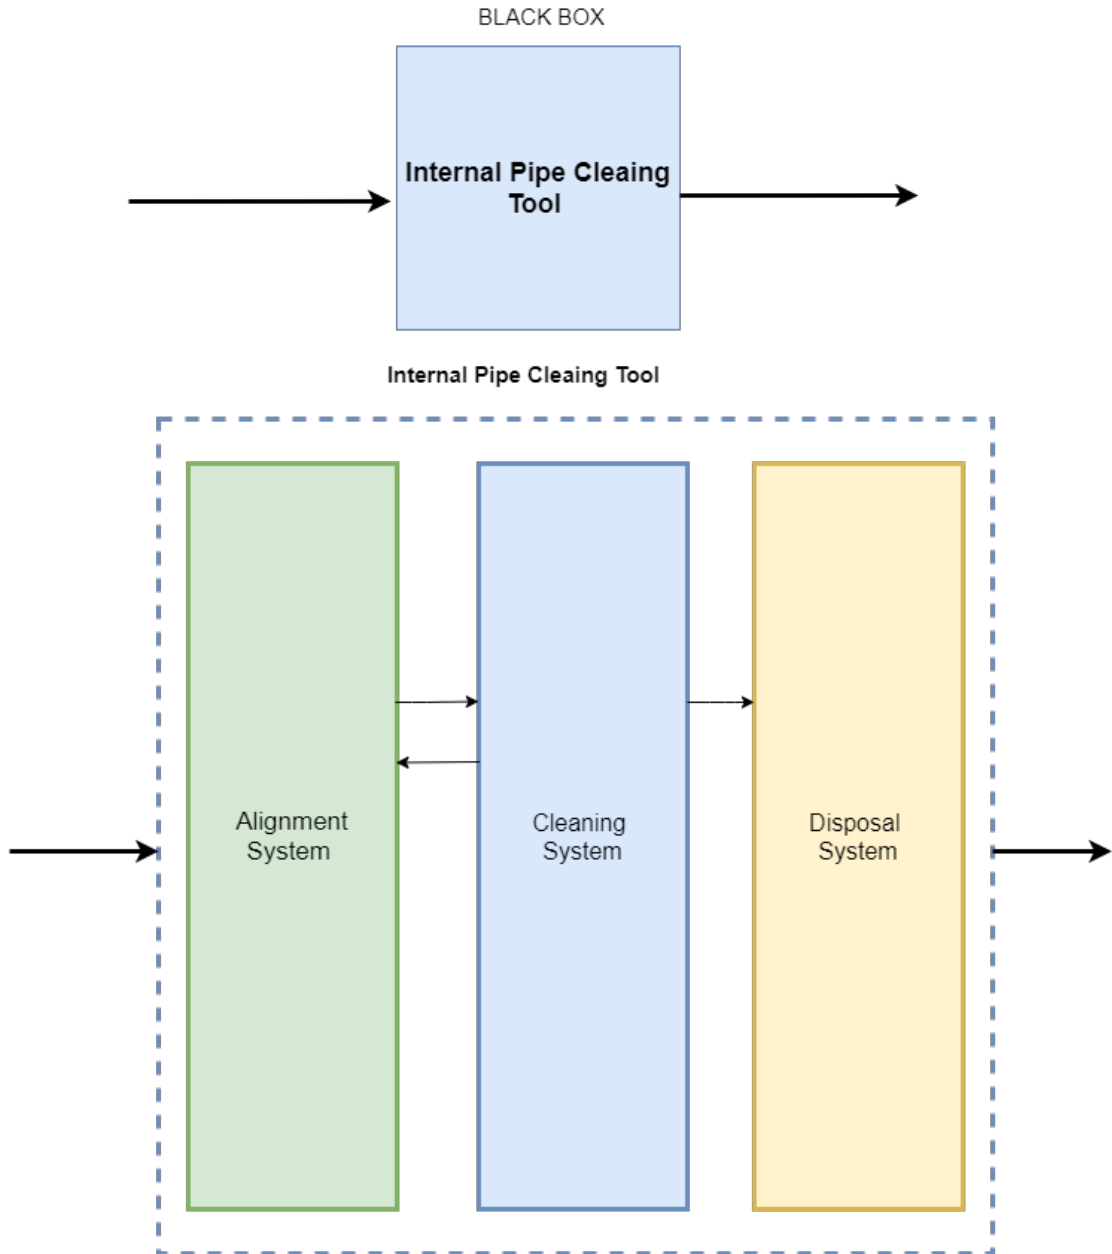 BLACK BOX
Internal Pipe Cleaing
Tool
Internal Pipe Cleaing Tool
Alignment
System
Cleaning
System
Disposal
System